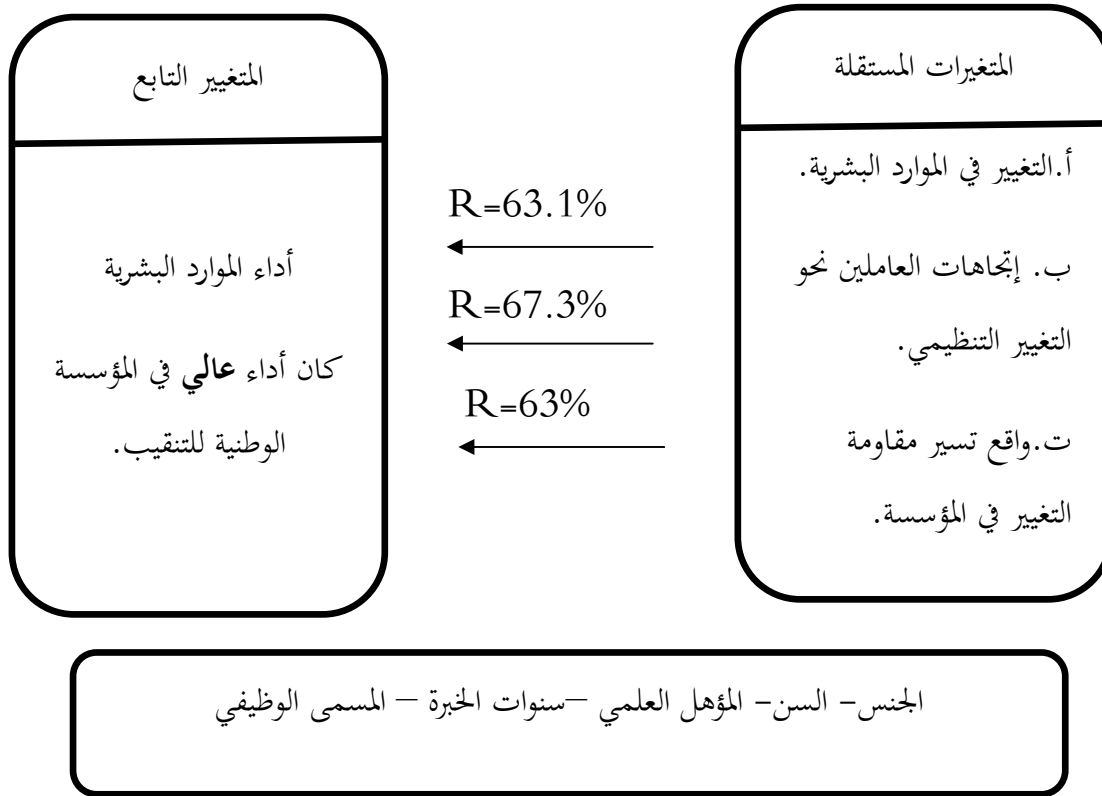 المتغيرات المستقلة
أ.التغيير في الموارد البشرية.
ب. إتجاهات العاملين نحو
التغيير التنظيمي.
ت.واقع تسير مقاومة
التغيير في المؤسسة.
R=63.1%
R=67.3%
R=63%
المتغيير التابع
أداء الموارد البشرية
كان أداء عالي في المؤسسة
الوطنية للتنقيب.
الجنس- السن- المؤهل العلمي –سنوات الخبرة – المسمى الوظيفي